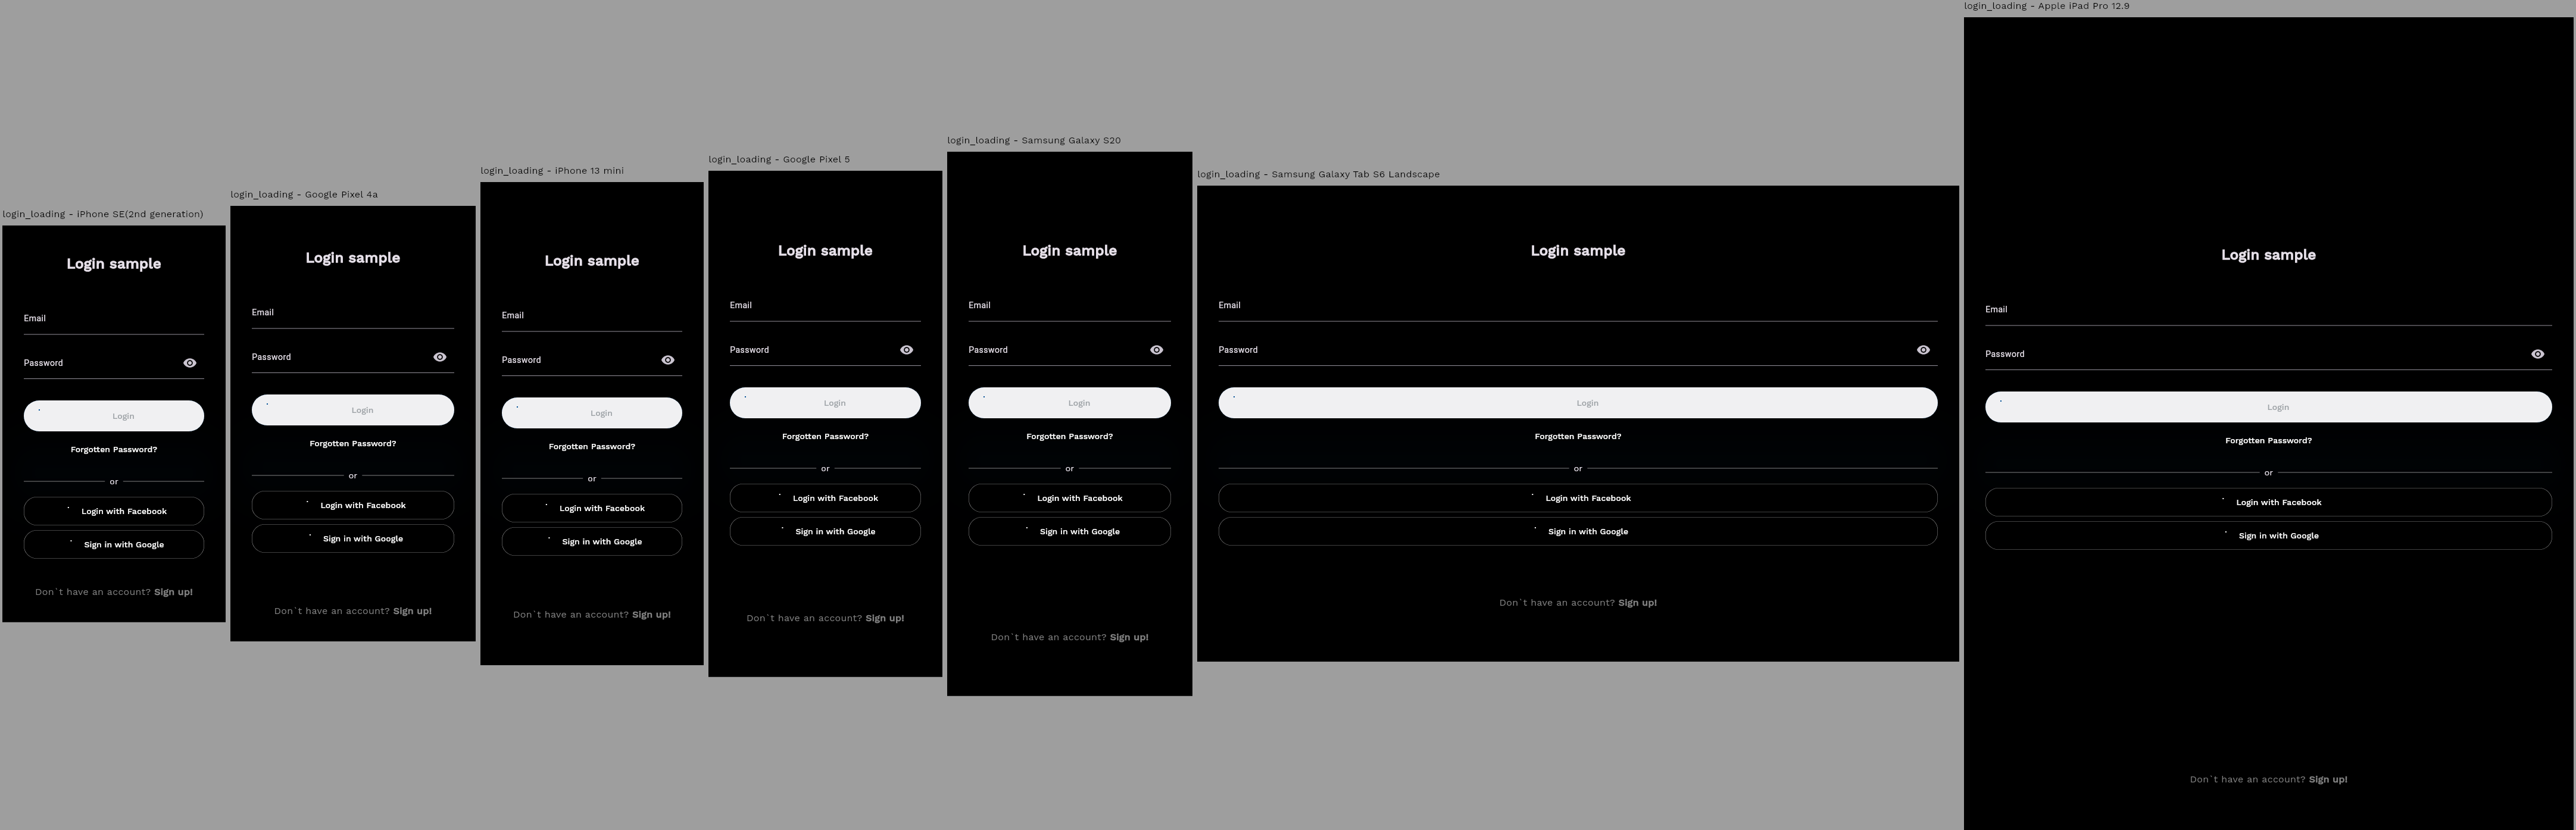 login_loading - iPhone SE(2nd generation)
Login sample
Email
Password
Login
Forgotten Password?
or
Login with Facebook
Sign in with Google
Don`t have an account? Sign up!
login_loading - Google Pixel 4a
Login sample
Email
Password
Login
Forgotten Password?
or
Login with Facebook
Sign in with Google
Don`t have an account? Sign up!
login_loading - iPhone 13 mini
Login sample
Email
Password
Login
Forgotten Password?
or
Login with Facebook
Sign in with Google
Don`t have an account? Sign up!
login_loading - Google Pixel 5
Login sample
Email
Password
Login
Forgotten Password?
or
Login with Facebook
Sign in with Google
Don`t have an account? Sign up!
login_loading - Samsung Galaxy S20
Login sample
Email
Password
Login
Forgotten Password?
or
Login with Facebook
Sign in with Google
Don`t have an account? Sign up!
login_loading - Samsung Galaxy Tab S6 Landscape
Login sample
Email
Password
Login
Forgotten Password?
or
Login with Facebook
Sign in with Google
Don`t have an account? Sign up!
login_loading - Apple iPad Pro 12.9
Login sample
Email
Password
Login
Forgotten Password?
or
Login with Facebook
Sign in with Google
Don`t have an account? Sign up!